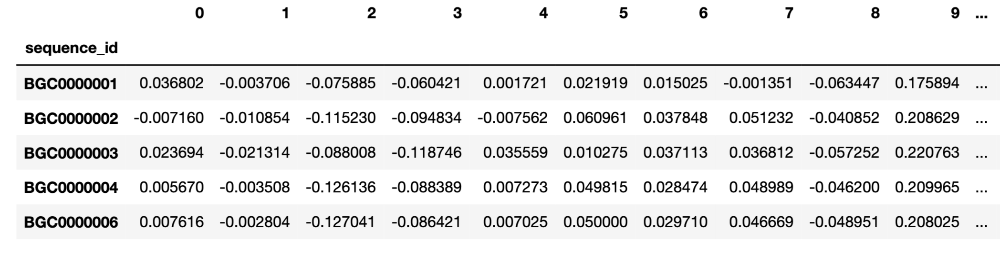 0 1 2 3 4 5 6 7 8 9 ...
sequence_id
BGC0000001 0.036802 -0.003706 -0.075885 -0.060421 0.001721 0.021919 0.015025 -0.001351 -0.063447 0.175894 ...
BGC0000002 -0.007160 -0.010854 -0.115230 -0.094834 -0.007562 0.060961 0.037848 0.051232 -0.040852 0.208629 ...
BGC0000003 0.023694 -0.021314 -0.088008 -0.118746 0.035559 0.010275 0.037113 0.036812 -0.057252 0.220763 ...
BGC0000004 0.005670 -0.003508 -0.126136 -0.088389 0.007273 0.049815 0.028474 0.048989 -0.046200 0.209965 ...
BGC0000006 0.007616 -0.002804 -0.127041 -0.086421 0.007025 0.050000 0.029710 0.046669 -0.048951 0.208025 ...